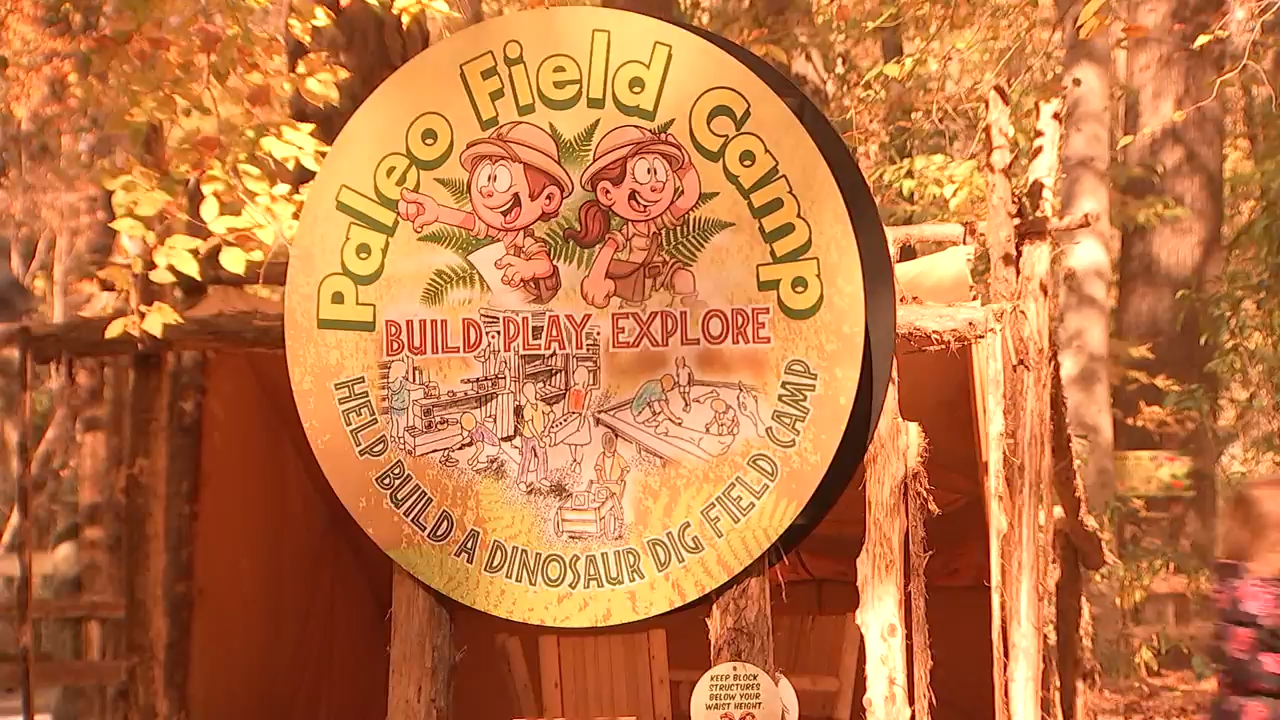 Paleo Field Camp
BUILD PLAY EXPLORE
HELP BUILD A DINOSAUR DIG FIELD CAMP
KEEP BLOCK
STRUCTURES
BELOW YOUR
WAIST HEIGHT.